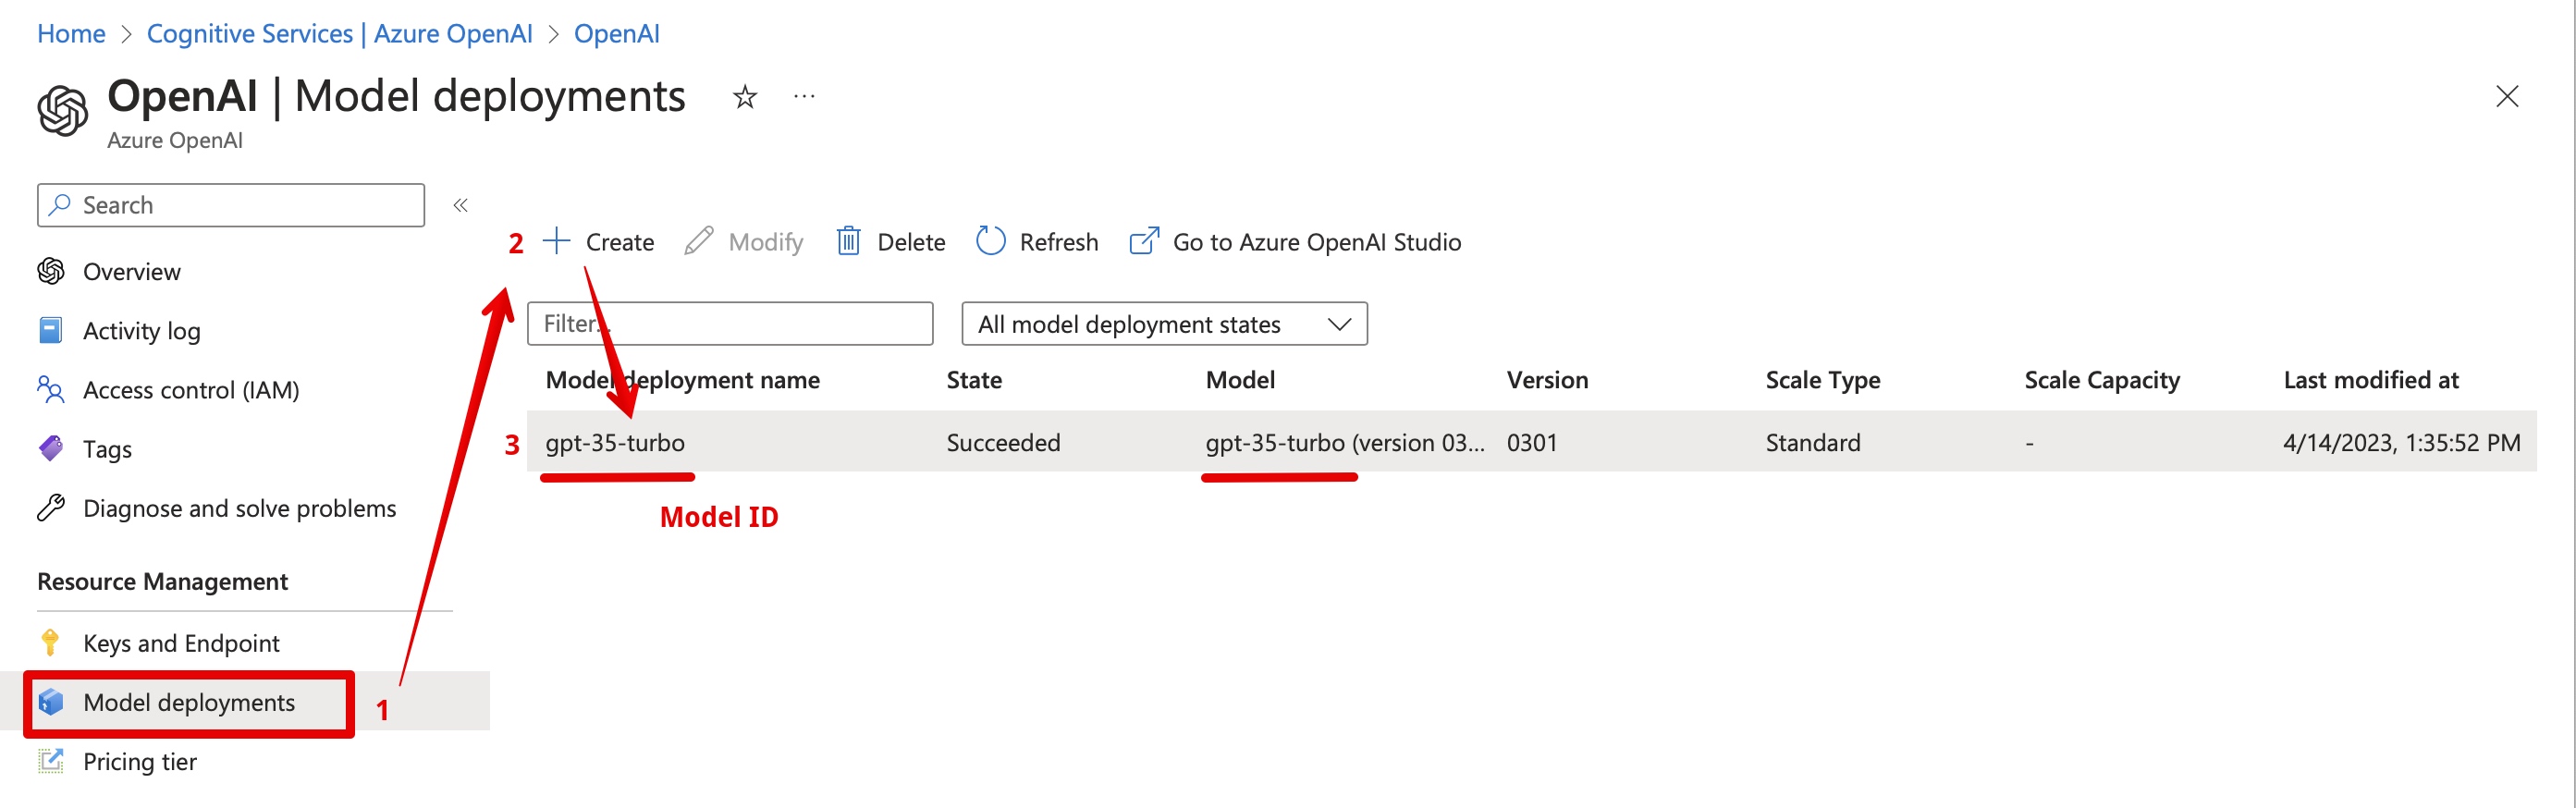 Home > Cognitive Services | Azure OpenAI > OpenAI
OpenAI | Model deployments ☆ ···
Azure OpenAI
Search «
Overview
Activity log
Access control (IAM)
Tags
Diagnose and solve problems
Resource Management
Keys and Endpoint
Model deployments 1
Pricing tier
2 + Create Modify Delete Refresh Go to Azure OpenAI Studio
Filter... All model deployment states
Model deployment name State Model Version Scale Type Scale Capacity Last modified at
3 gpt-35-turbo Succeeded gpt-35-turbo (version 03... 0301 Standard - 4/14/2023, 1:35:52 PM
Model ID